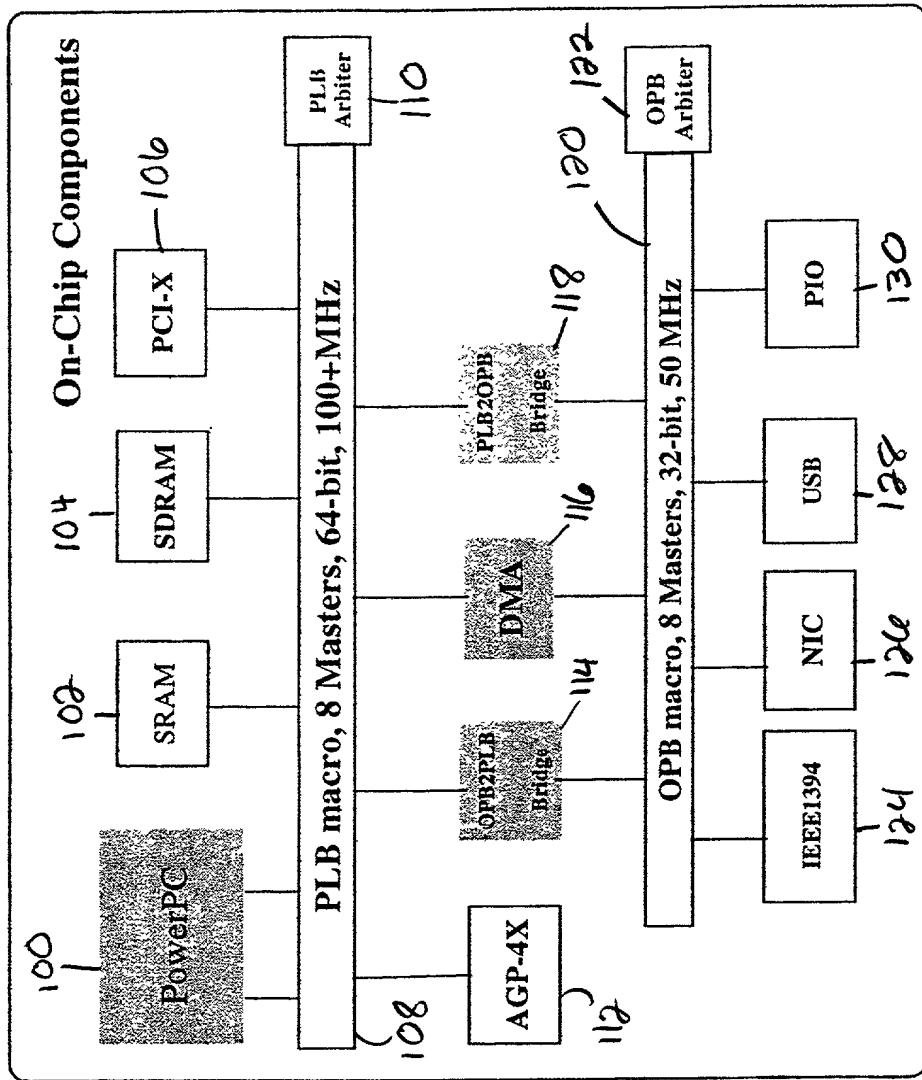 On-Chip Components
100
102
104
106
PowerPC
SRAM
SDRAM
PCI-X
PLB macro, 8 Masters, 64-bit, 100+MHz
PLB
Arbiter
108
110
AGP-4X
112
OPB2PLB
Bridge
114
DMA
116
PLB2OPB
Bridge
118
OPB macro, 8 Masters, 32-bit, 50 MHz
120
OPB
Arbiter
122
IEEE1394
NIC
USB
PIO
124
126
128
130